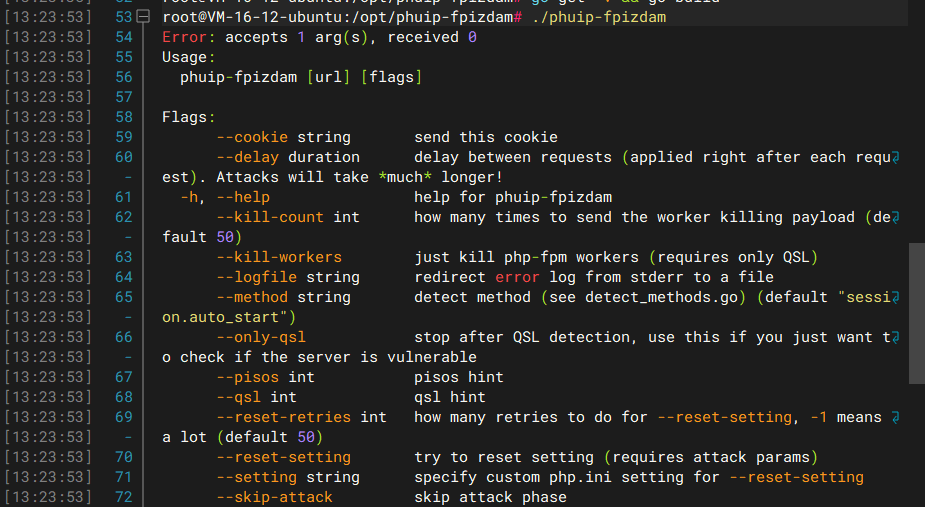 [13:23:53] 53 root@VM-16-12-ubuntu:/opt/phuip-fpizdam# ./phuip-fpizdam
[13:23:53] 54 Error: accepts 1 arg(s), received 0
[13:23:53] 55 Usage:
[13:23:53] 56 phuip-fpizdam [url] [flags]
[13:23:53] 57
[13:23:53] 58 Flags:
[13:23:53] 59 --cookie string send this cookie
[13:23:53] 60 --delay duration delay between requests (applied right after each requ
[13:23:53] - est). Attacks will take *much* longer!
[13:23:53] 61 -h, --help help for phuip-fpizdam
[13:23:53] 62 --kill-count int how many times to send the worker killing payload (de
[13:23:53] - fault 50)
[13:23:53] 63 --kill-workers just kill php-fpm workers (requires only QSL)
[13:23:53] 64 --logfile string redirect error log from stderr to a file
[13:23:53] 65 --method string detect method (see detect_methods.go) (default "sessi
[13:23:53] - on.auto_start")
[13:23:53] 66 --only-qsl stop after QSL detection, use this if you just want t
[13:23:53] - o check if the server is vulnerable
[13:23:53] 67 --pisos int pisos hint
[13:23:53] 68 --qsl int qsl hint
[13:23:53] 69 --reset-retries int how many retries to do for --reset-setting, -1 means
[13:23:53] - a lot (default 50)
[13:23:53] 70 --reset-setting try to reset setting (requires attack params)
[13:23:53] 71 --setting string specify custom php.ini setting for --reset-setting
[13:23:53] 72 --skip-attack skip attack phase